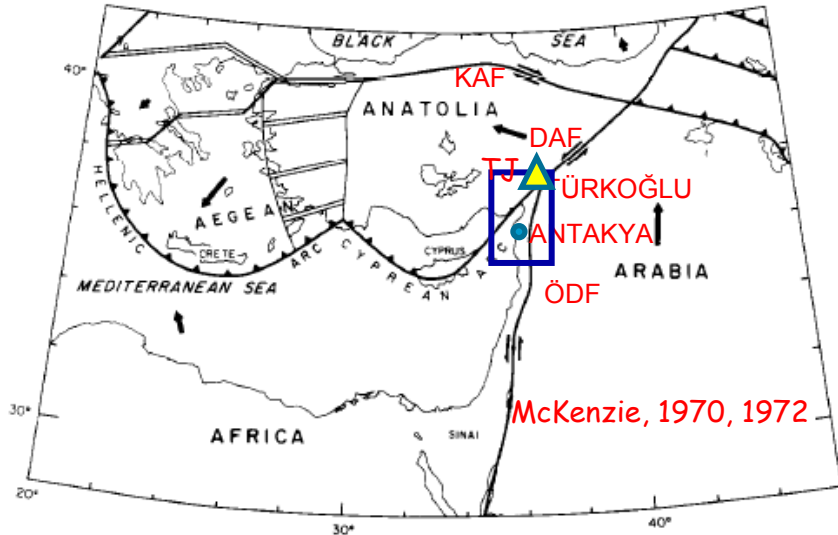 BLACK SEA
40°
KAF
ANATOLIA
DAF
TJ
TÜRKOĞLU
HELLENIC ARC
AEGEAN
ANTAKYA
CYPRUS
CRETE
CYPREAN ARC
ARABIA
MEDITERRANEAN SEA
ÖDF
McKenzie, 1970, 1972
30°
AFRICA
SINAI
20°
30°
40°